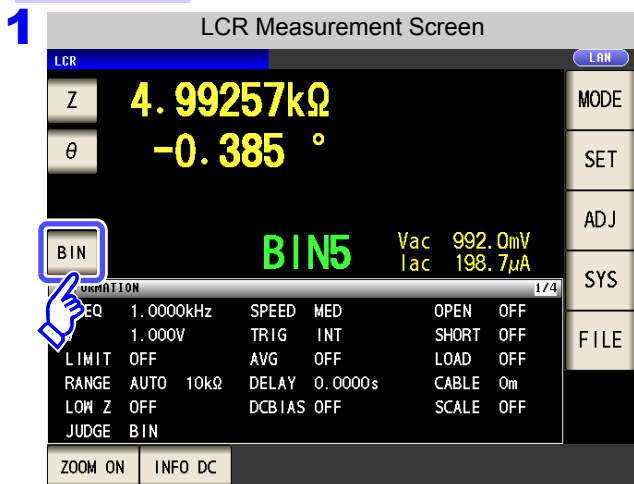 1
LCR Measurement Screen
LCR
LAN
Z 4.99257kΩ
θ -0.385 °
BIN
BIN5
Vac 992.0mV
Iac 198.7μA
MODE
SET
ADJ
SYS
FILE
1/4
1.0000kHz SPEED MED OPEN OFF
1.000V TRIG INT SHORT OFF
LIMIT OFF AVG OFF LOAD OFF
RANGE AUTO 10kΩ DELAY 0.0000s CABLE 0m
LOW Z OFF DCBIAS OFF SCALE OFF
JUDGE BIN
ZOOM ON INFO DC